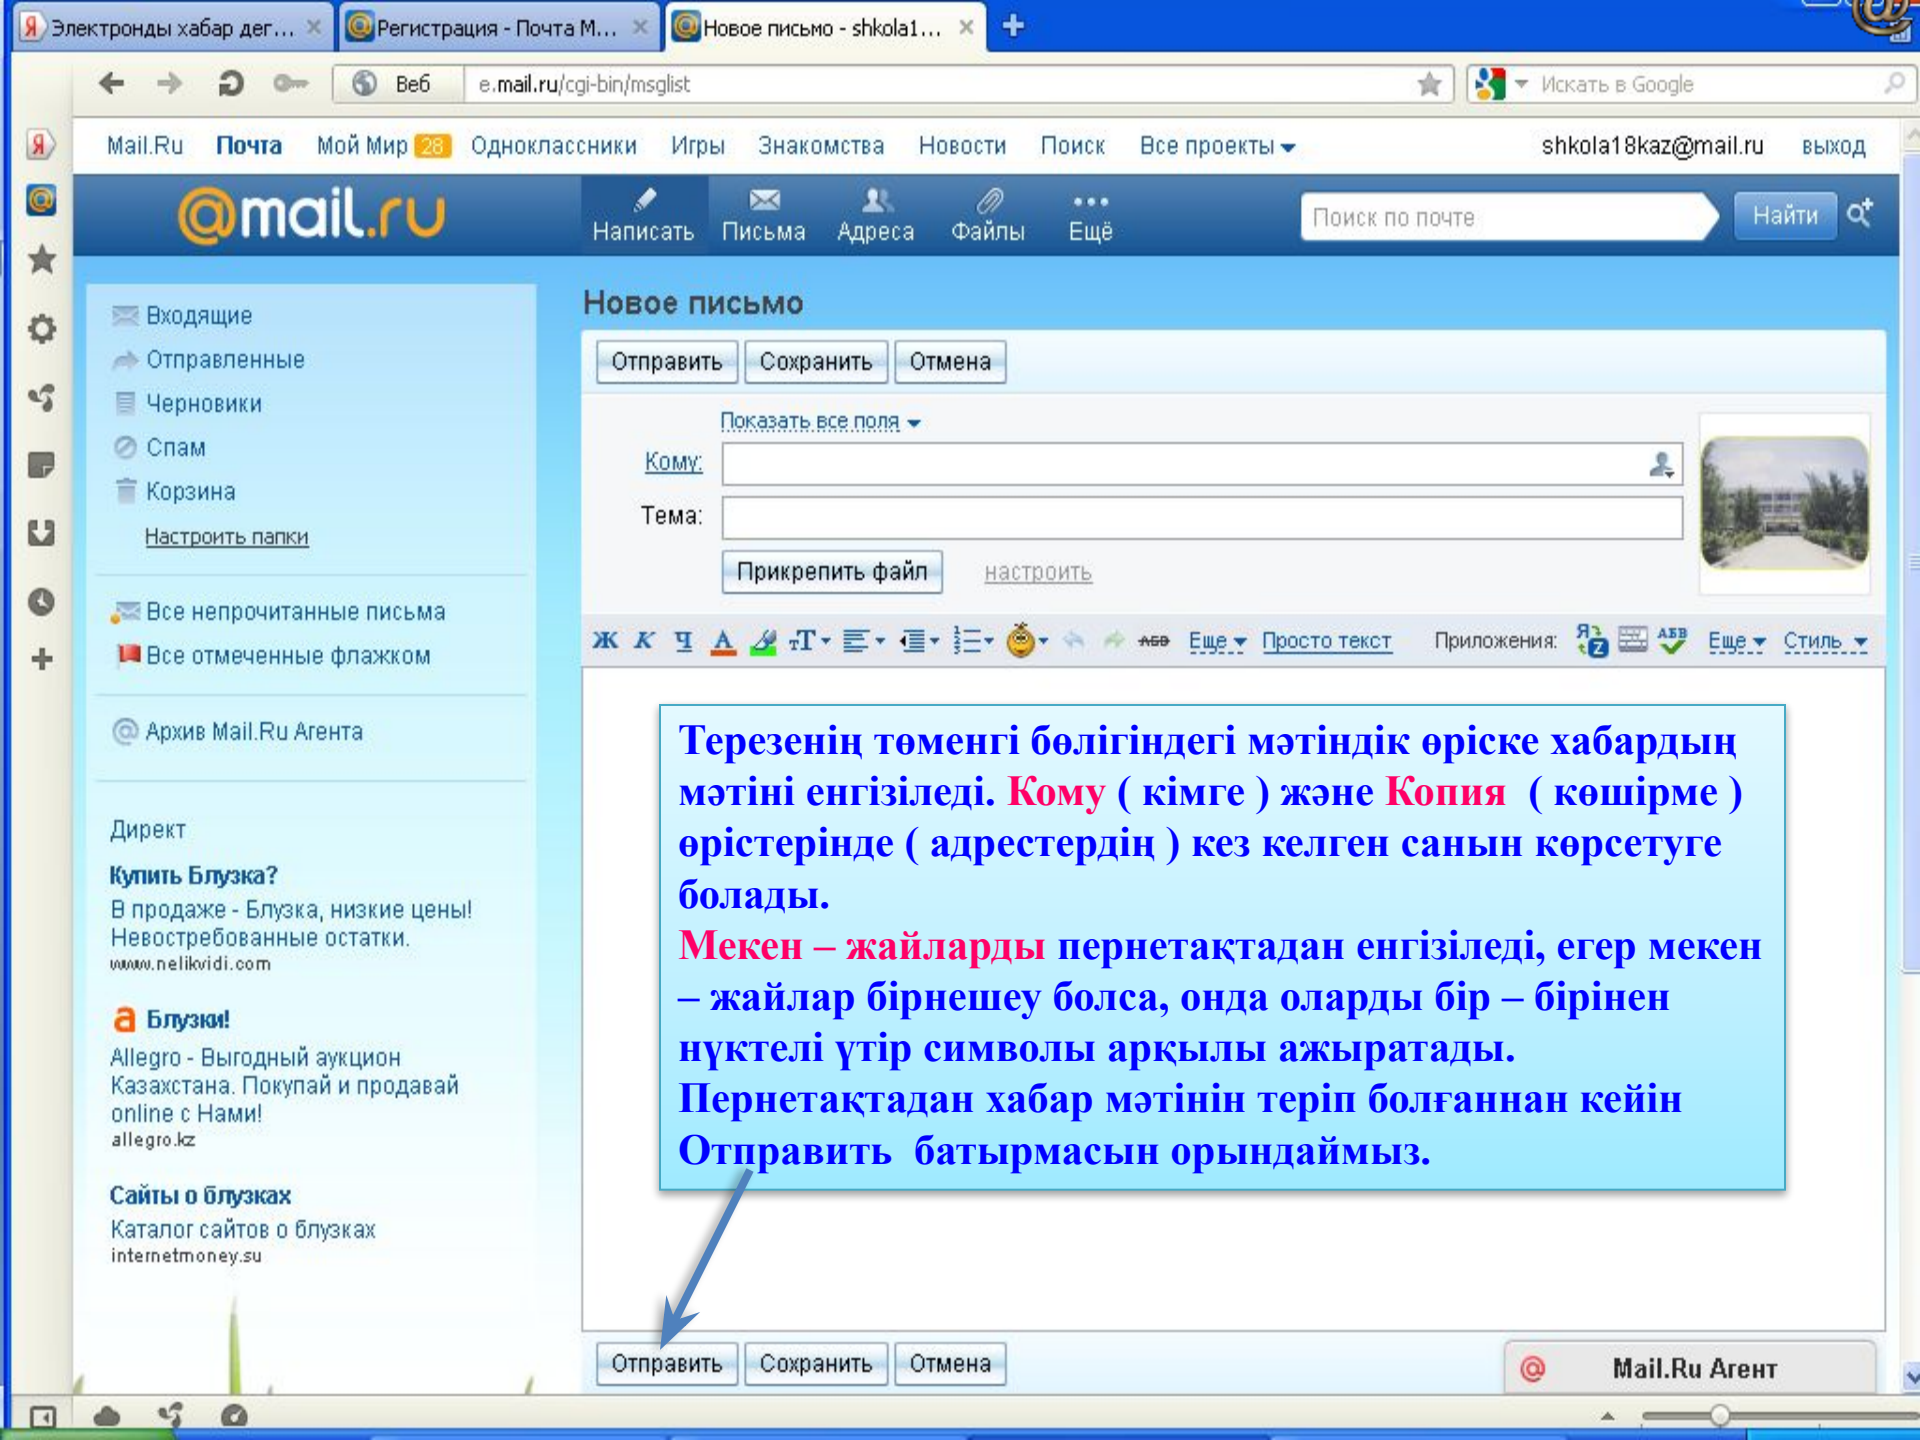 Электронды хабар дег...
Регистрация - Почта М...
Новое письмо - shkola1...
Веб
e.mail.ru/cgi-bin/msglist
Искать в Google
Mail.Ru Почта Мой Мир 28 Одноклассники Игры Знакомства Новости Поиск Все проекты
shkola18kaz@mail.ru выход
@mail.ru
Написать Письма Адреса Файлы Ещё
Поиск по почте
Найти
Входящие
Отправленные
Черновики
Спам
Корзина
Настроить папки
Все непрочитанные письма
Все отмеченные флажком
Архив Mail.Ru Агента
Директ
Купить Блузка?
В продаже - Блузка, низкие цены!
Невостребованные остатки.
www.nelikvidi.com
Блузки!
Allegro - Выгодный аукцион
Казахстана. Покупай и продавай
online с Нами!
allegro.kz
Сайты о блузках
Каталог сайтов о блузках
internetmoney.su
Новое письмо
Отправить Сохранить Отмена
Показать все поля
Кому:
Тема:
Прикрепить файл настроить
Ж К Ч А Т АБВ Еще Просто текст Приложения: Еще Стиль
Терезенің төменгі бөлігіндегі мәтіндік өріске хабардың
мәтіні енгізіледі. Кому ( кімге ) және Копия ( көшірме )
өрістерінде ( адрестердің ) кез келген санын көрсетуге
болады.
Мекен – жайларды пернетақтадан енгізіледі, егер мекен
– жайлар бірнешеу болса, онда оларды бір – бірінен
нүктелі үтір символы арқылы ажыратады.
Пернетақтадан хабар мәтінін теріп болғаннан кейін
Отправить батырмасын орындаймыз.
Отправить Сохранить Отмена
Mail.Ru Агент